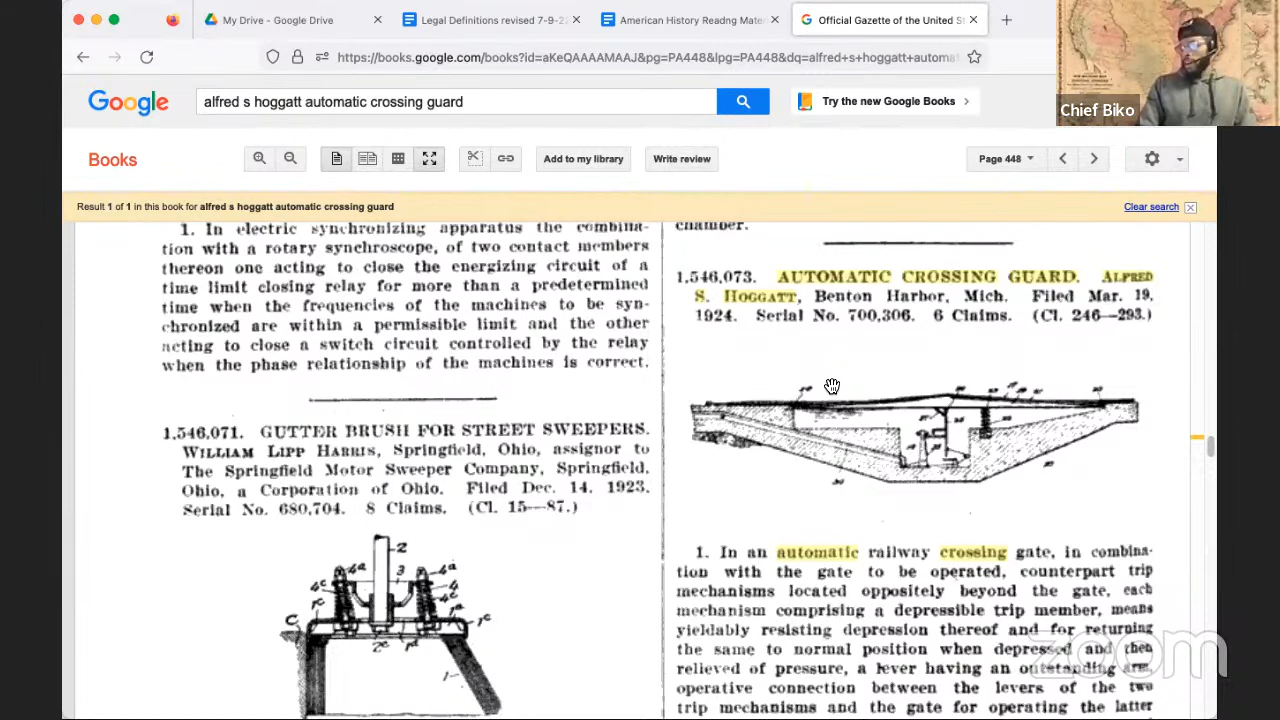 My Drive - Google Drive
Legal Definitions revised 7-9-2
American History Readng Mate
Official Gazette of the United S
https://books.google.com/books?id=aKeQAAAAMAAJ&pg=PA448&lpg=PA448&dq=alfred+s+hoggatt+automa
Chief Biko
Google
alfred s hoggatt automatic crossing guard
Try the new Google Books
Books
Add to my library
Write review
Page 448
Result 1 of 1 in this book for alfred s hoggatt automatic crossing guard
Clear search
1. In electric synchronizing apparatus the combina-
tion with a rotary synchroscope, of two contact members
thereon one acting to close the energizing circuit of a
time limit closing relay for more than a predetermined
time when the frequencies of the machines to be syn-
chronized are within a permissible limit and the other
acting to close a switch circuit controlled by the relay
when the phase relationship of the machines is correct.
1,546,071. GUTTER BRUSH FOR STREET SWEEPERS.
WILLIAM LIPP HARRIS, Springfield, Ohio, assignor to
The Springfield Motor Sweeper Company, Springfield,
Ohio, a Corporation of Ohio. Filed Dec. 14, 1923.
Serial No. 680,704. 8 Claims. (Cl. 15—87.)
2
4a
3
4a
4c
4
C
1c
chamber.
1,546,073. AUTOMATIC CROSSING GUARD. ALFRED
S. HOGGATT, Benton Harbor, Mich. Filed Mar. 19,
1924. Serial No. 700,306. 6 Claims. (Cl. 246—293.)
1. In an automatic railway crossing gate, in combina-
tion with the gate to be operated, counterpart trip
mechanisms located oppositely beyond the gate, each
mechanism comprising a depressible trip member, means
yieldably resisting depression thereof and for returning
the same to normal position when depressed and then
relieved of pressure, a lever having an outstanding arm,
operative connection between the levers of the two
trip mechanisms and the gate for operating the latter
zoom